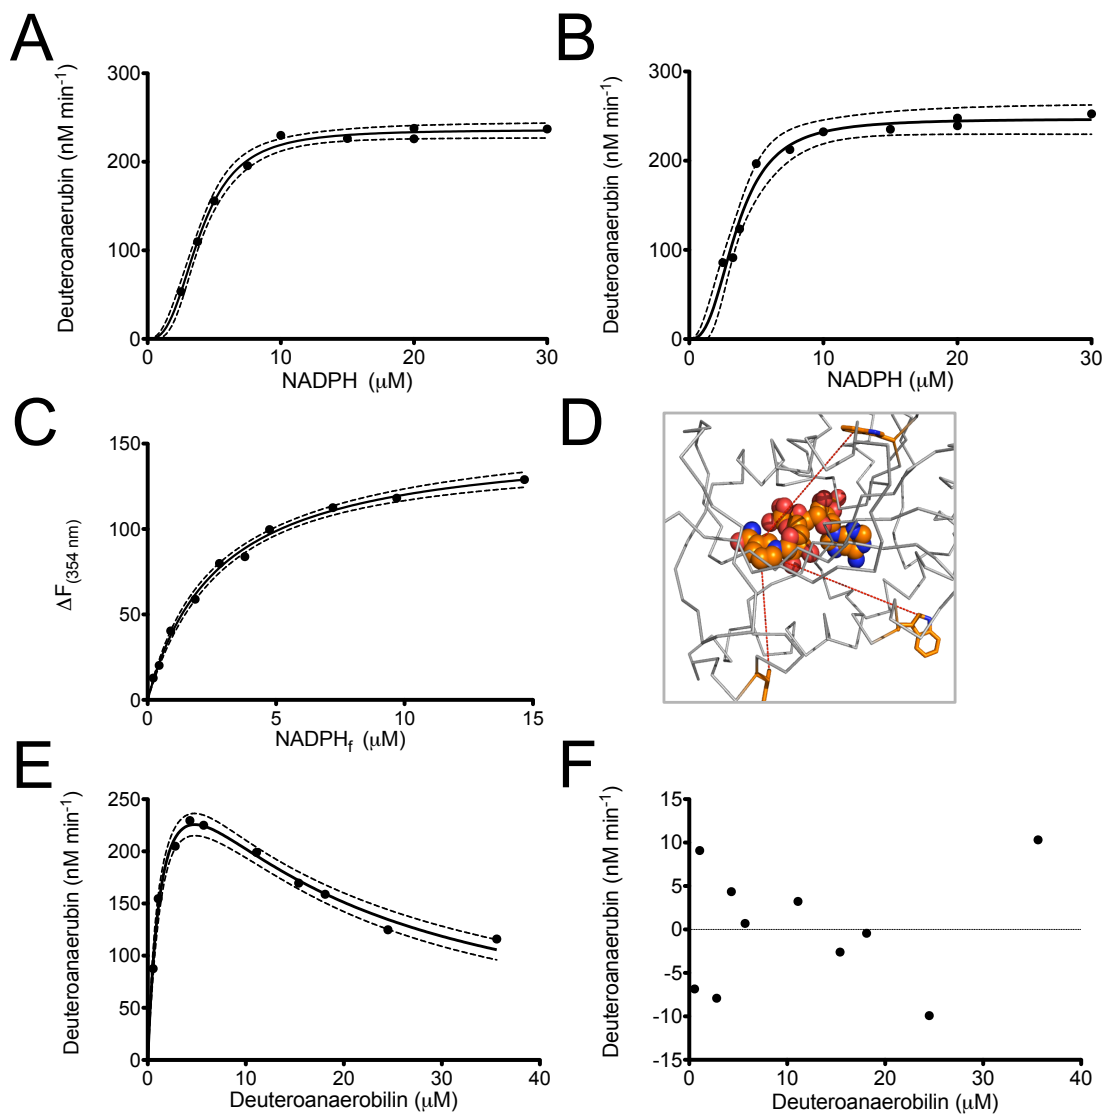 A
Deuteroanaerubin (nM min⁻¹)
300
200
100
0
0 10 20 30
NADPH (μM)
B
Deuteroanaerubin (nM min⁻¹)
300
200
100
0
0 10 20 30
NADPH (μM)
C
ΔF(354 nm)
150
100
50
0
0 5 10 15
NADPHf (μM)
D
E
Deuteroanaerubin (nM min⁻¹)
250
200
150
100
50
0
0 10 20 30 40
Deuteroanaerobilin (μM)
F
Deuteroanaerubin (nM min⁻¹)
15
10
5
0
-5
-10
-15
0 10 20 30 40
Deuteroanaerobilin (μM)